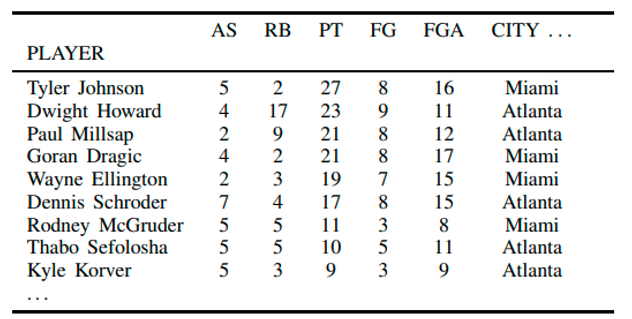 AS RB PT FG FGA CITY ...
PLAYER
Tyler Johnson 5 2 27 8 16 Miami
Dwight Howard 4 17 23 9 11 Atlanta
Paul Millsap 2 9 21 8 12 Atlanta
Goran Dragic 4 2 21 8 17 Miami
Wayne Ellington 2 3 19 7 15 Miami
Dennis Schroder 7 4 17 8 15 Atlanta
Rodney McGruder 5 5 11 3 8 Miami
Thabo Sefolosha 5 5 10 5 11 Atlanta
Kyle Korver 5 3 9 3 9 Atlanta
...